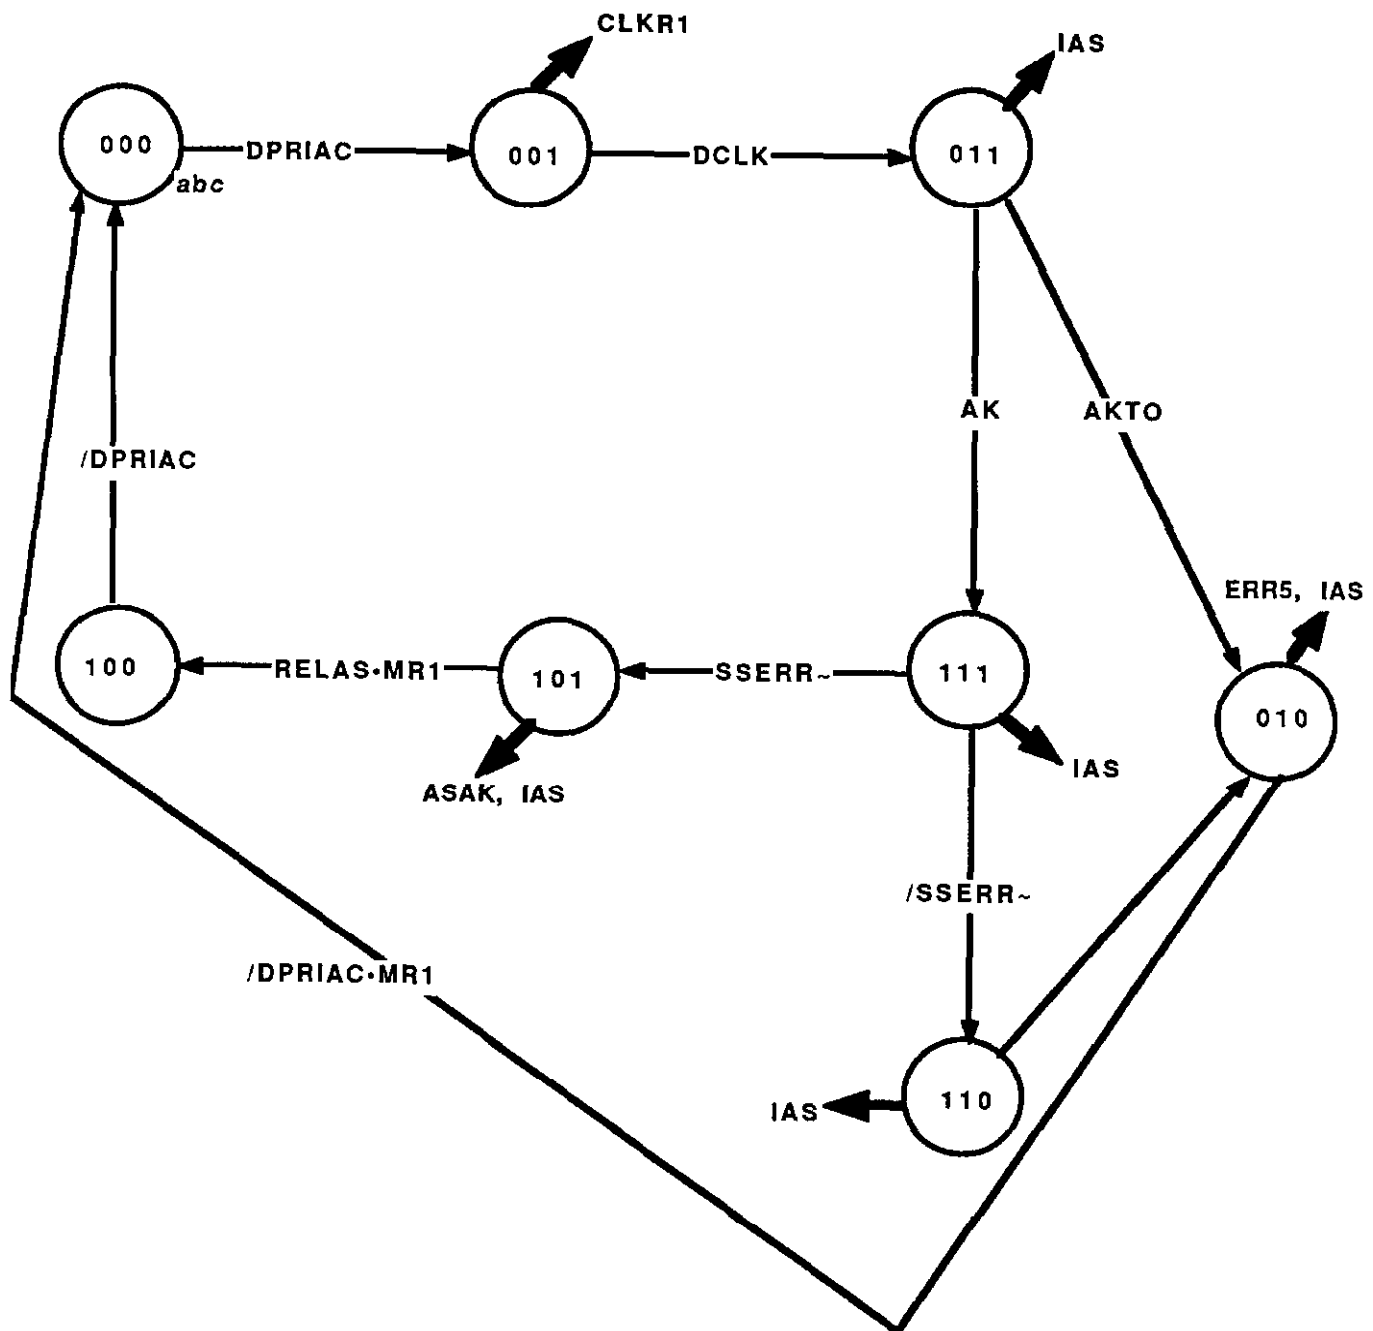 CLKR1
IAS
000
DPRIAC
001
DCLK
011
abc
AK
AKTO
/DPRIAC
ERR5, IAS
100
RELAS•MR1
101
SSERR~
111
010
IAS
ASAK, IAS
/SSERR~
/DPRIAC•MR1
IAS
110